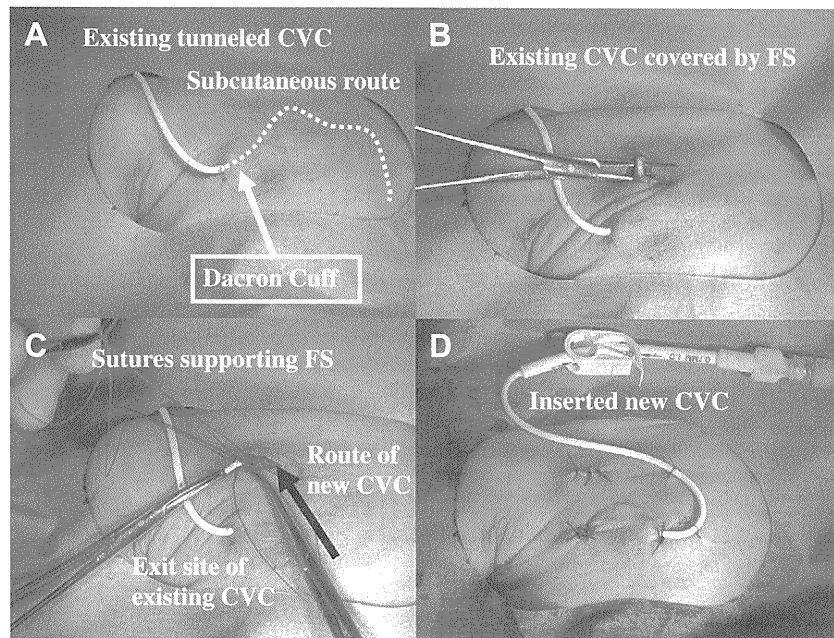 A
Existing tunneled CVC
Subcutaneous route
Dacron Cuff
B
Existing CVC covered by FS
C
Sutures supporting FS
Route of
new CVC
Exit site of
existing CVC
D
Inserted new CVC